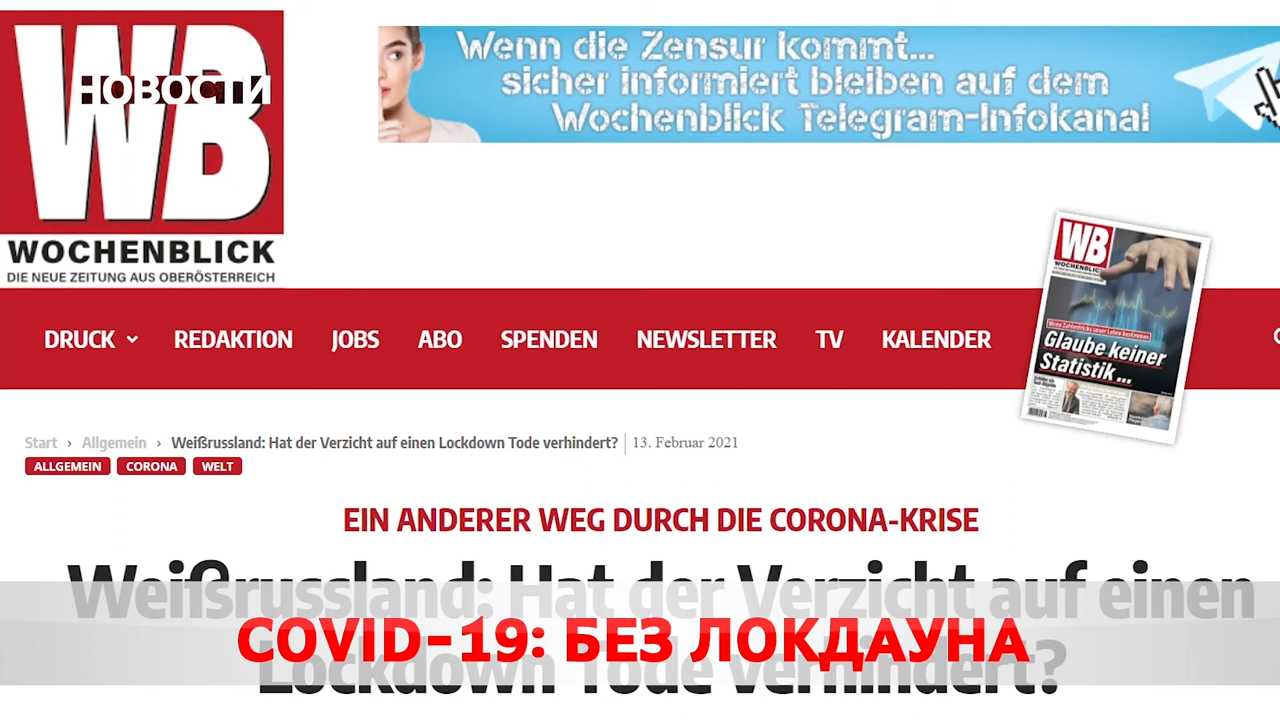 WB
НОВОСТИ
WOCHENBLICK
DIE NEUE ZEITUNG AUS OBERÖSTERREICH
Wenn die Zensur kommt...
sicher informiert bleiben auf dem
Wochenblick Telegram-Infokanal
DRUCK REDAKTION JOBS ABO SPENDEN NEWSLETTER TV KALENDER
WB
WOCHENBLICK
Glaube keiner
Statistik ...
Start › Allgemein › Weißrussland: Hat der Verzicht auf einen Lockdown Tode verhindert? 13. Februar 2021
ALLGEMEIN CORONA WELT
EIN ANDERER WEG DURCH DIE CORONA-KRISE
Weißrussland: Hat der Verzicht auf einen
Lockdown Tode verhindert?
COVID-19: БЕЗ ЛОКДАУНА